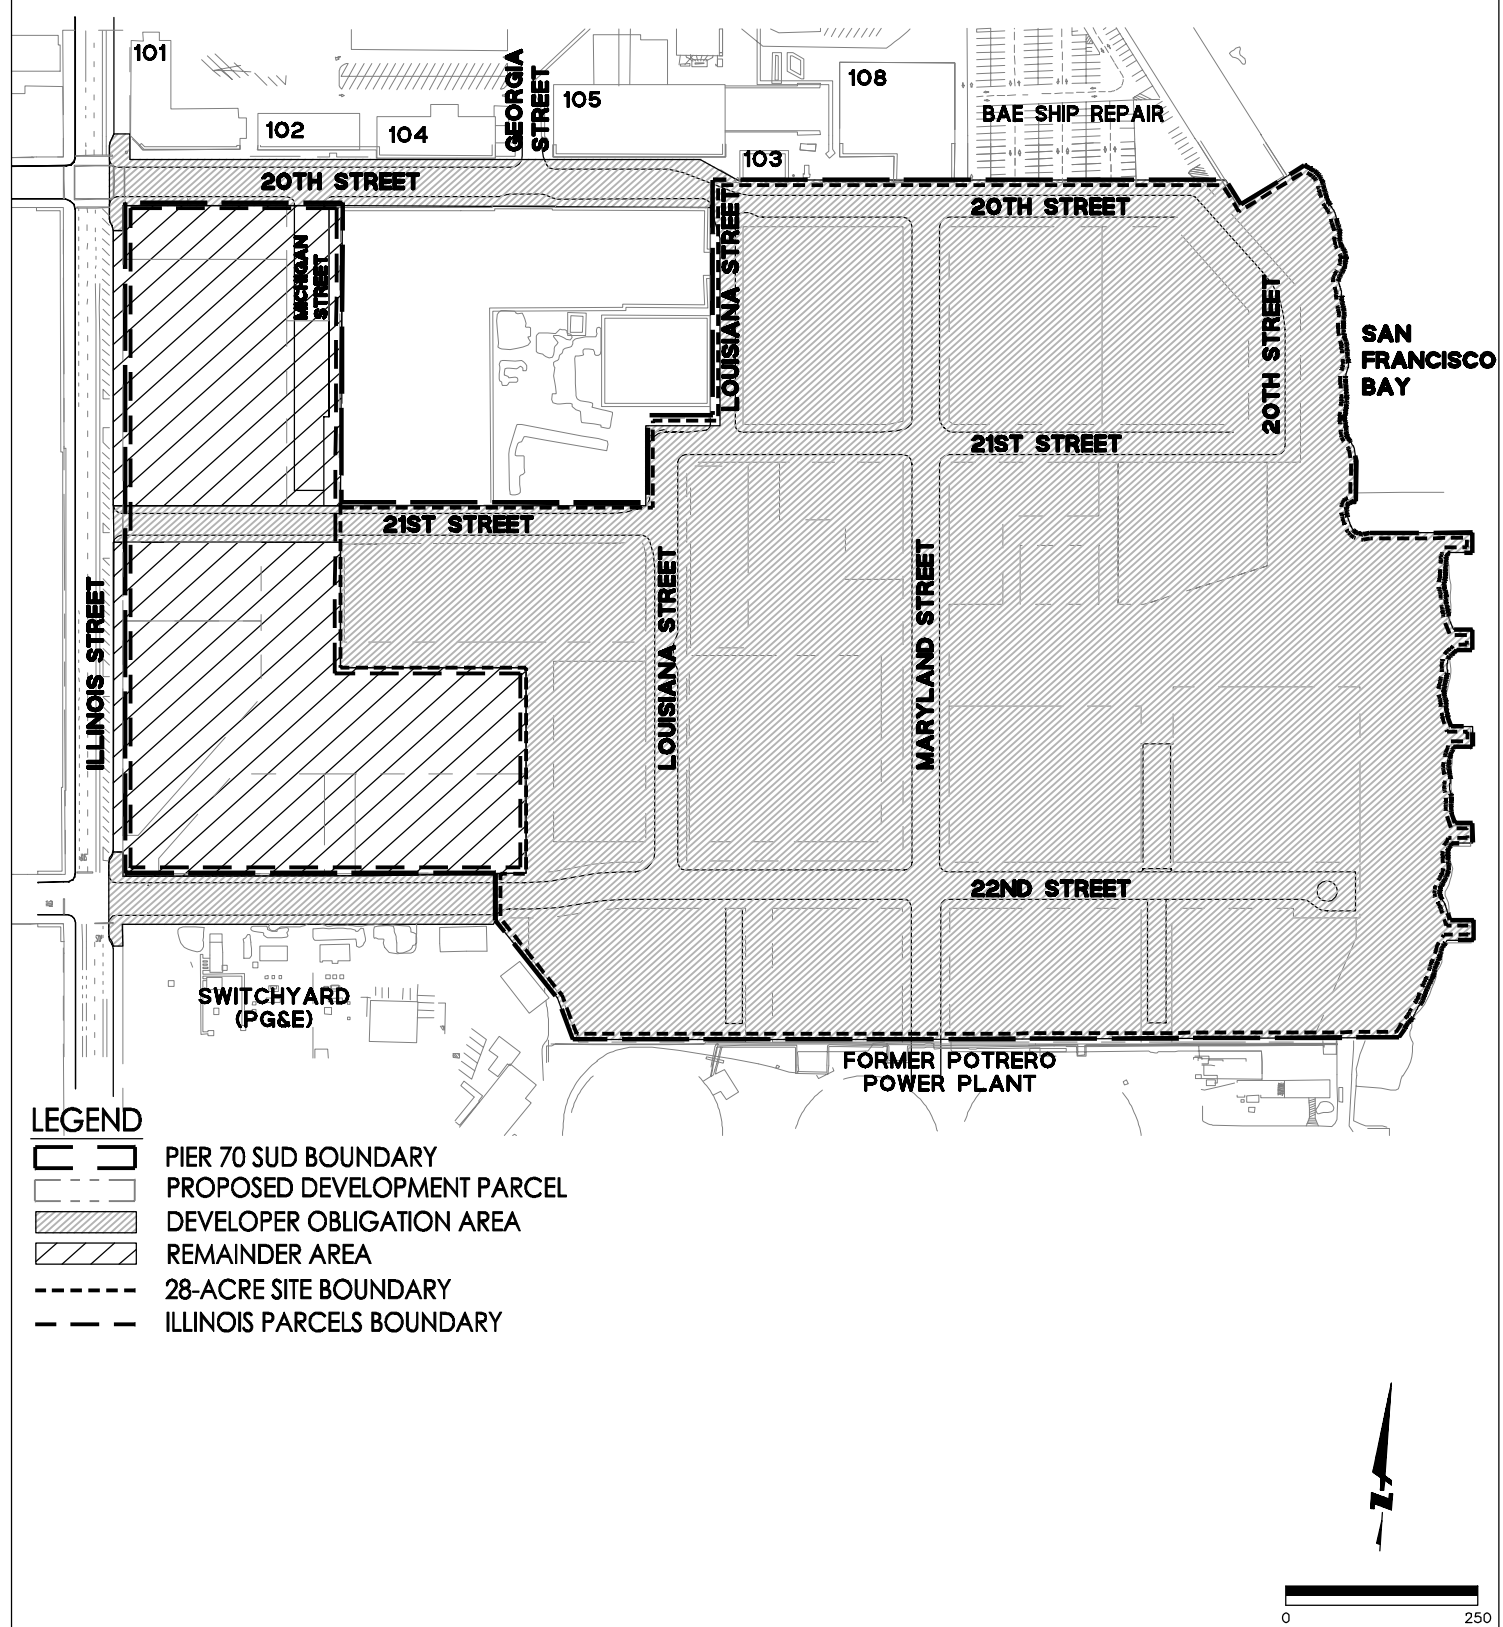 101
102
104
GEORGIA
STREET
105
103
108
BAE SHIP REPAIR
20TH STREET
20TH STREET
MICHIGAN
STREET
LOUISIANA STREET
20TH STREET
SAN
FRANCISCO
BAY
21ST STREET
21ST STREET
ILLINOIS STREET
LOUISIANA STREET
MARYLAND STREET
22ND STREET
SWITCHYARD
(PG&E)
FORMER POTRERO
POWER PLANT
LEGEND
PIER 70 SUD BOUNDARY
PROPOSED DEVELOPMENT PARCEL
DEVELOPER OBLIGATION AREA
REMAINDER AREA
28-ACRE SITE BOUNDARY
ILLINOIS PARCELS BOUNDARY
Z
0 250